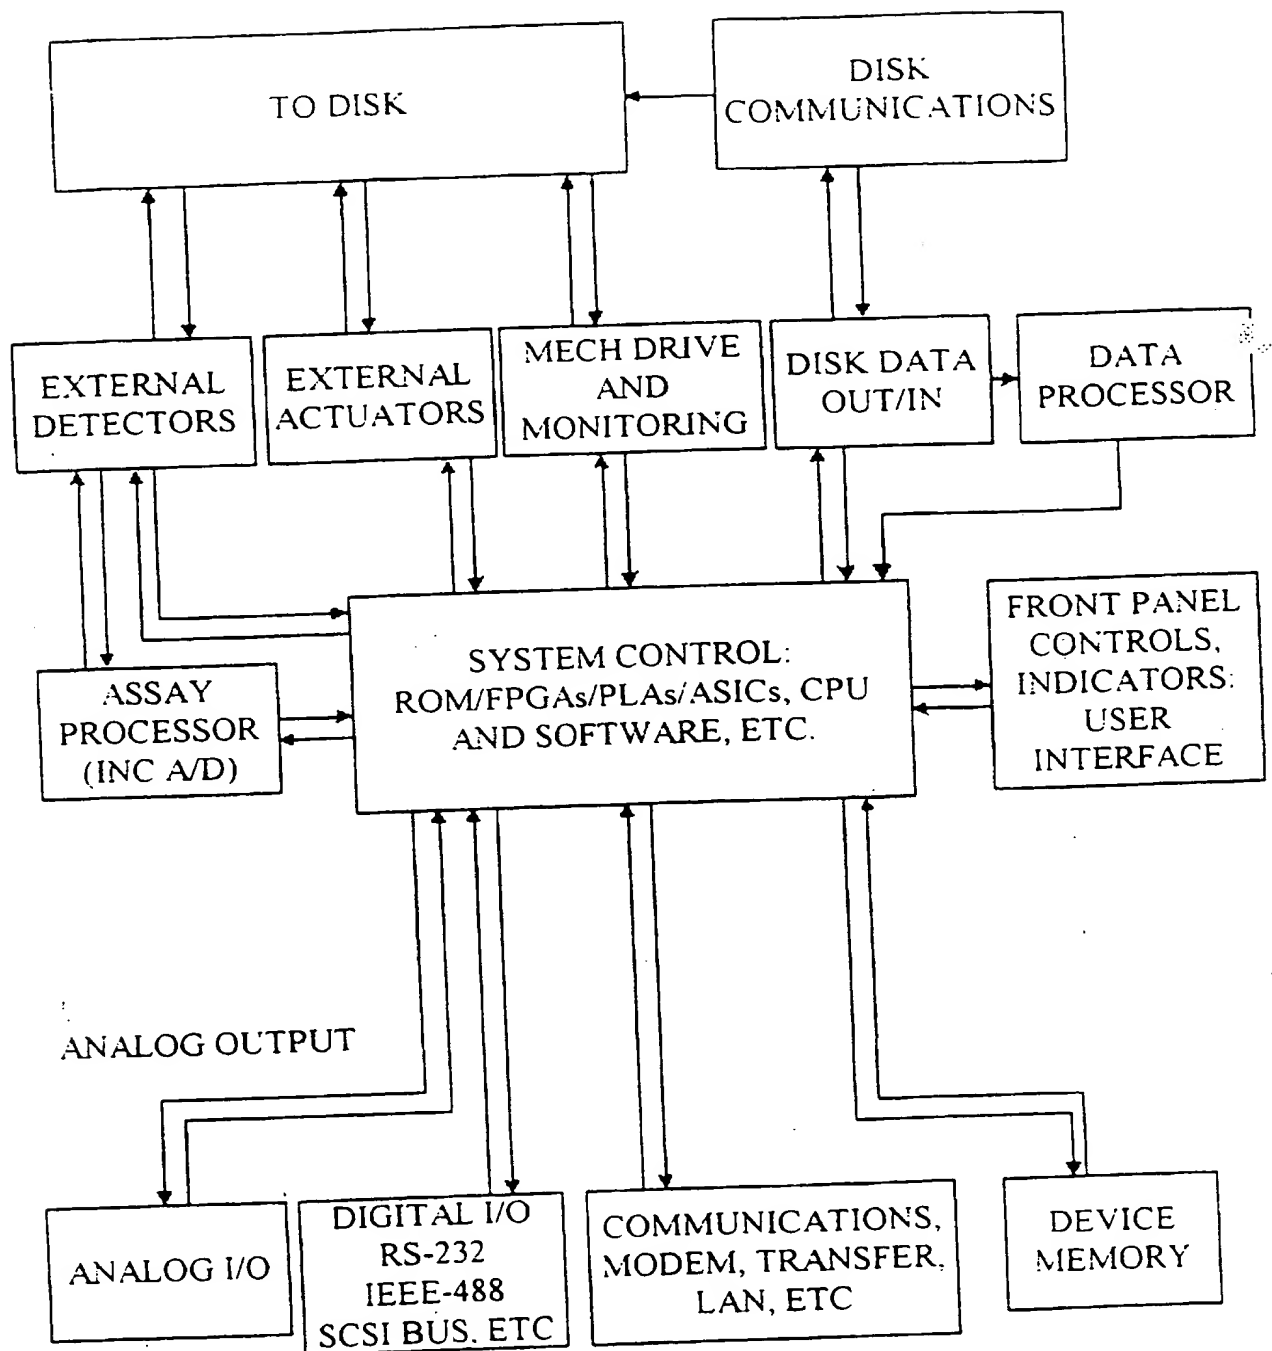 TO DISK
DISK
COMMUNICATIONS
EXTERNAL
DETECTORS
EXTERNAL
ACTUATORS
MECH DRIVE
AND
MONITORING
DISK DATA
OUT/IN
DATA
PROCESSOR
ASSAY
PROCESSOR
(INC A/D)
SYSTEM CONTROL:
ROM/FPGAs/PLAs/ASICs, CPU
AND SOFTWARE, ETC.
FRONT PANEL
CONTROLS,
INDICATORS:
USER
INTERFACE
ANALOG OUTPUT
ANALOG I/O
DIGITAL I/O
RS-232
IEEE-488
SCSI BUS, ETC
COMMUNICATIONS,
MODEM, TRANSFER,
LAN, ETC
DEVICE
MEMORY